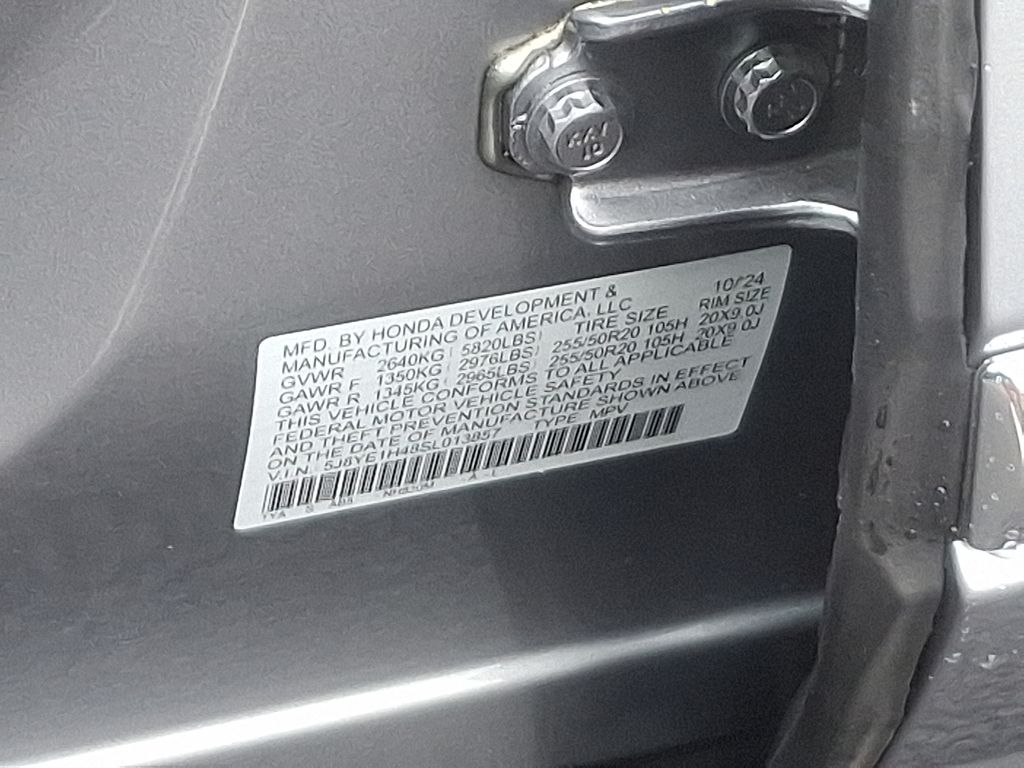 MFD. BY HONDA DEVELOPMENT &
MANUFACTURING OF AMERICA, LLC 10/'24
GVWR 2640KG( 5820LBS) TIRE SIZE RIM SIZE
GAWR F 1350KG( 2976LBS) 255/50R20 105H 20X9.0J
GAWR R 1345KG( 2965LBS) 255/50R20 105H 20X9.0J
THIS VEHICLE CONFORMS TO ALL APPLICABLE
FEDERAL MOTOR VEHICLE SAFETY
AND THEFT PREVENTION STANDARDS IN EFFECT
ON THE DATE OF MANUFACTURE SHOWN ABOVE
V.I.N: 5J8YE1H48SL013857 TYPE MPV
YYA S -A-L